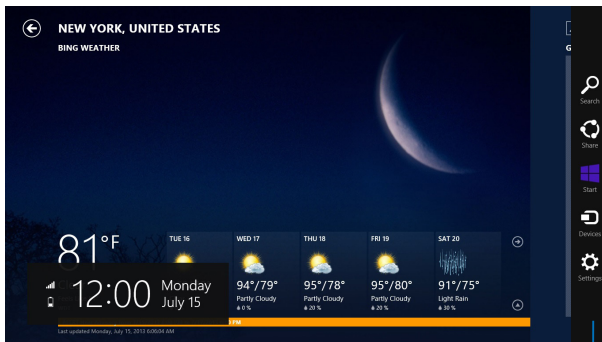 NEW YORK, UNITED STATES
BING WEATHER
81°F
TUE 16
WED 17
94°/79°
Partly Cloudy
0 %
THU 18
95°/78°
Partly Cloudy
20 %
FRI 19
95°/80°
Partly Cloudy
20 %
SAT 20
91°/75°
Light Rain
30 %
12:00
Monday
July 15
PM
Last updated Monday, July 15, 2013 6:06:04 AM
Search
Share
Start
Devices
Settings